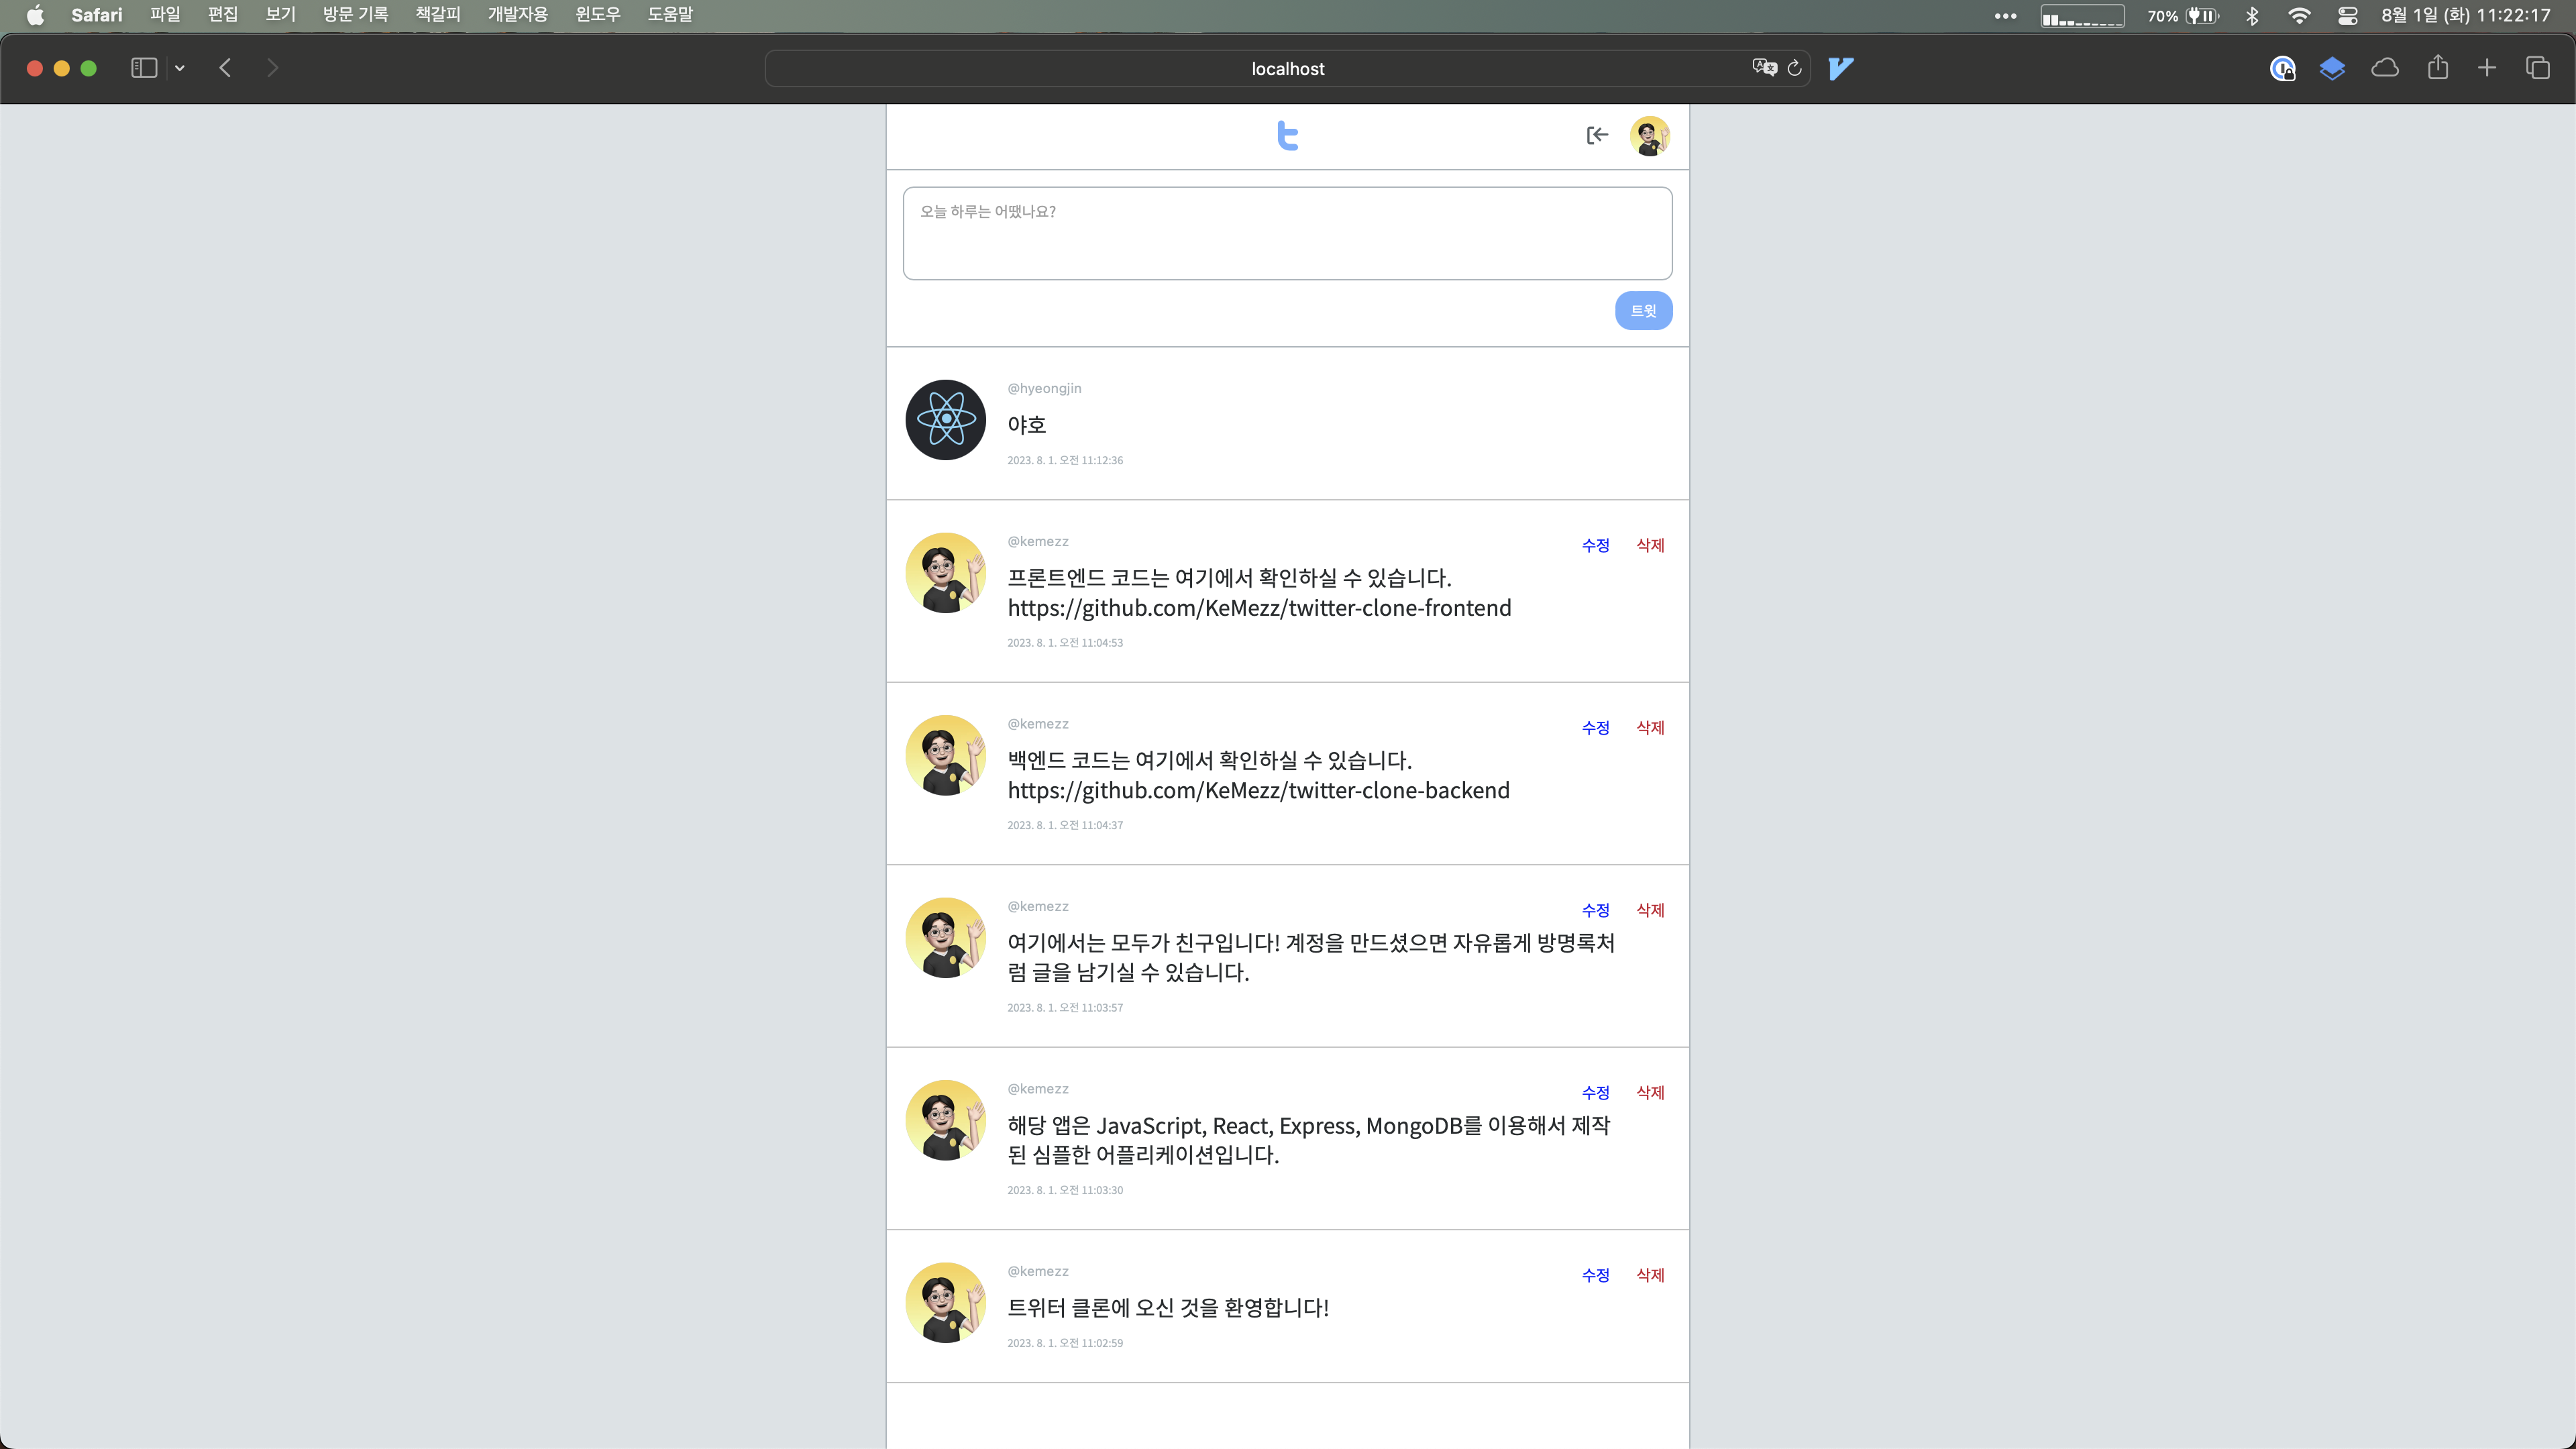 Safari 파일 편집 보기 방문 기록 책갈피 개발자용 윈도우 도움말 70% 8월 1일 (화) 11:22:17
localhost
오늘 하루는 어땠나요?
트윗
@hyeongjin
야호
2023. 8. 1. 오전 11:12:36
@kemezz 수정 삭제
프론트엔드 코드는 여기에서 확인하실 수 있습니다.
https://github.com/KeMezz/twitter-clone-frontend
2023. 8. 1. 오전 11:04:53
@kemezz 수정 삭제
백엔드 코드는 여기에서 확인하실 수 있습니다.
https://github.com/KeMezz/twitter-clone-backend
2023. 8. 1. 오전 11:04:37
@kemezz 수정 삭제
여기에서는 모두가 친구입니다! 계정을 만드셨으면 자유롭게 방명록처
럼 글을 남기실 수 있습니다.
2023. 8. 1. 오전 11:03:57
@kemezz 수정 삭제
해당 앱은 JavaScript, React, Express, MongoDB를 이용해서 제작
된 심플한 어플리케이션입니다.
2023. 8. 1. 오전 11:03:30
@kemezz 수정 삭제
트위터 클론에 오신 것을 환영합니다!
2023. 8. 1. 오전 11:02:59